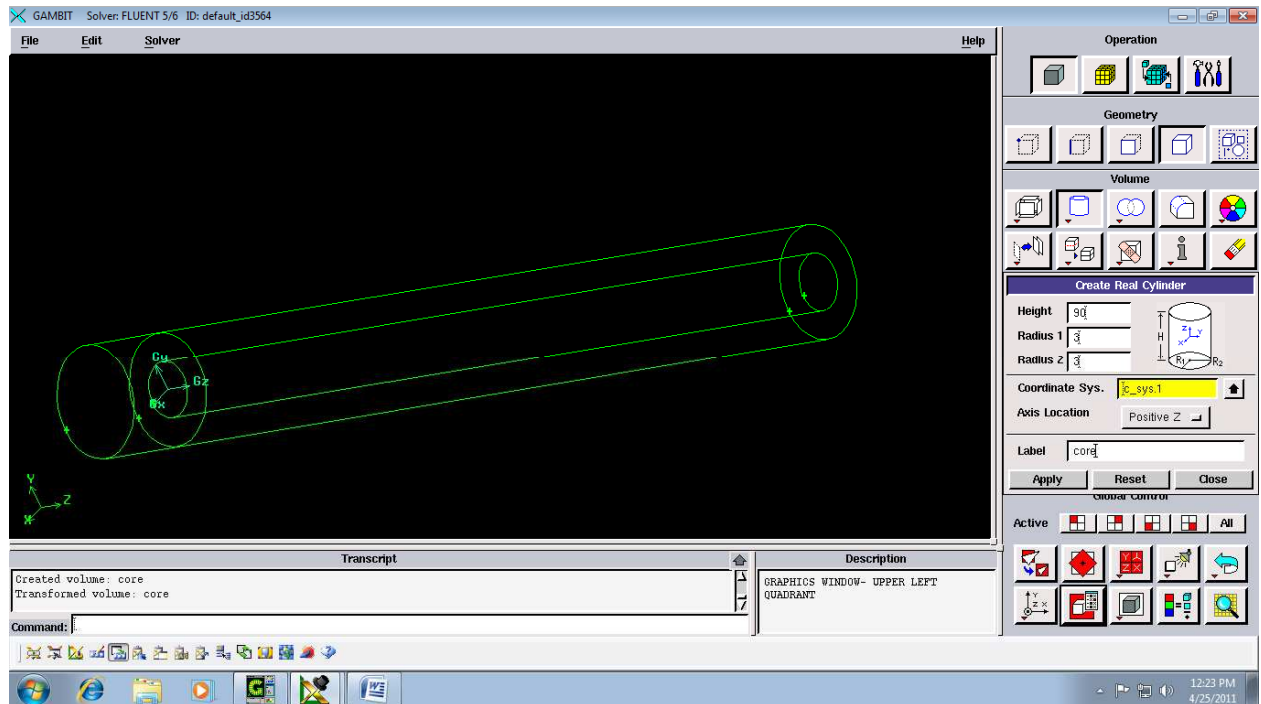 GAMBIT Solver: FLUENT 5/6 ID: default_id3564
File Edit Solver Help
Operation
Geometry
Volume
Create Real Cylinder
Height 90
Radius 1 3
Radius 2 3
H
Z
Y
X
R1
R2
Coordinate Sys. c_sys.1
Axis Location Positive Z
Label core
Apply Reset Close
Global Control
Active All
Gy
Gz
Gx
Y
Z
X
Transcript
Created volume: core
Transformed volume: core
Command:
Description
GRAPHICS WINDOW- UPPER LEFT
QUADRANT
12:23 PM
4/25/2011